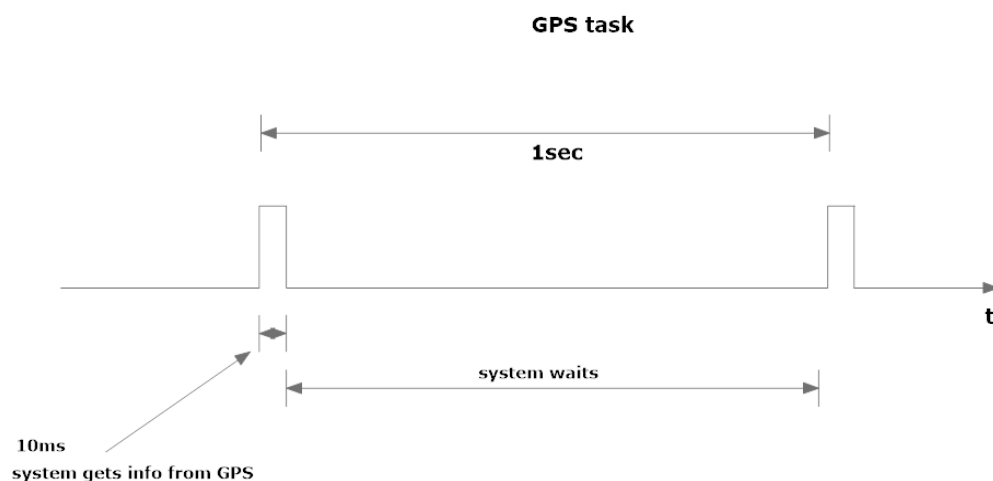 GPS task
1sec
t
system waits
10ms
system gets info from GPS